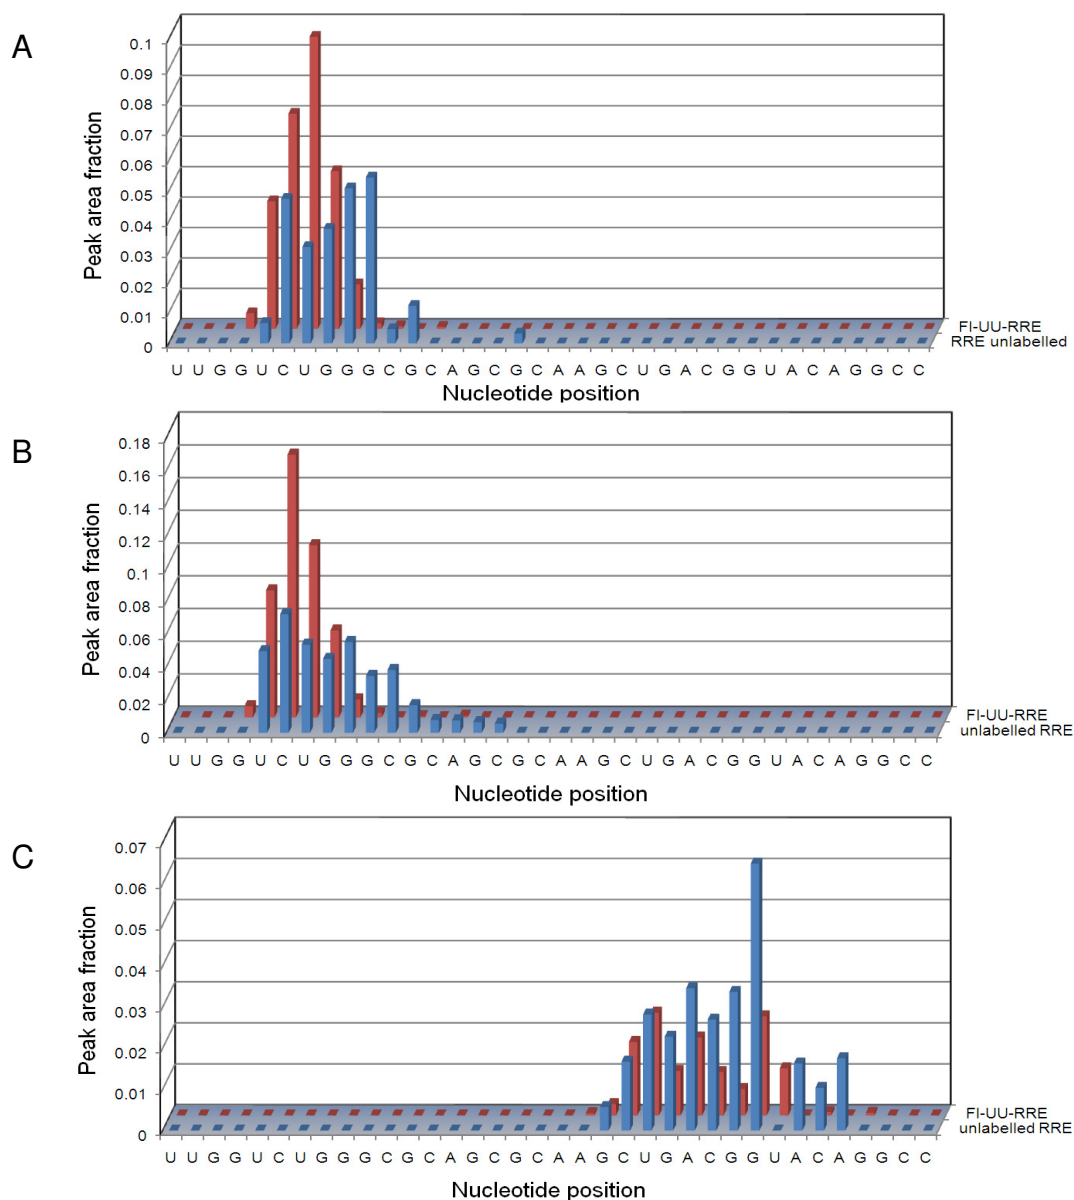 A
0.1
0.09
0.08
0.07
0.06
0.05
0.04
0.03
0.02
0.01
0
Peak area fraction
FI-UU-RRE
RRE unlabelled
U U G G U C U G G G C G C A G C G C A A G C U G A C G G U A C A G G C C
Nucleotide position
B
0.18
0.16
0.14
0.12
0.1
0.08
0.06
0.04
0.02
0
Peak area fraction
FI-UU-RRE
unlabelled RRE
U U G G U C U G G G C G C A G C G C A A G C U G A C G G U A C A G G C C
Nucleotide position
C
0.07
0.06
0.05
0.04
0.03
0.02
0.01
0
Peak area fraction
FI-UU-RRE
unlabelled RRE
U U G G U C U G G G C G C A G C G C A A G C U G A C G G U A C A G G C C
Nucleotide position